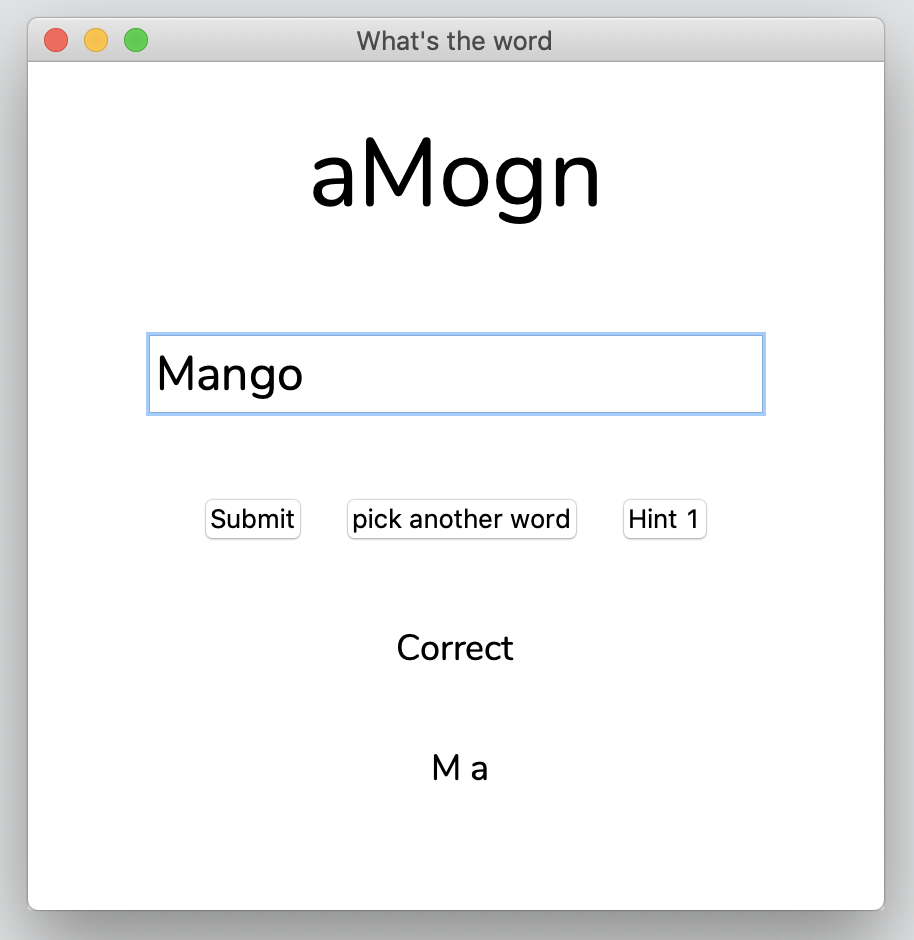 What's the word
aMogn
Mango
Submit pick another word Hint 1
Correct
M a